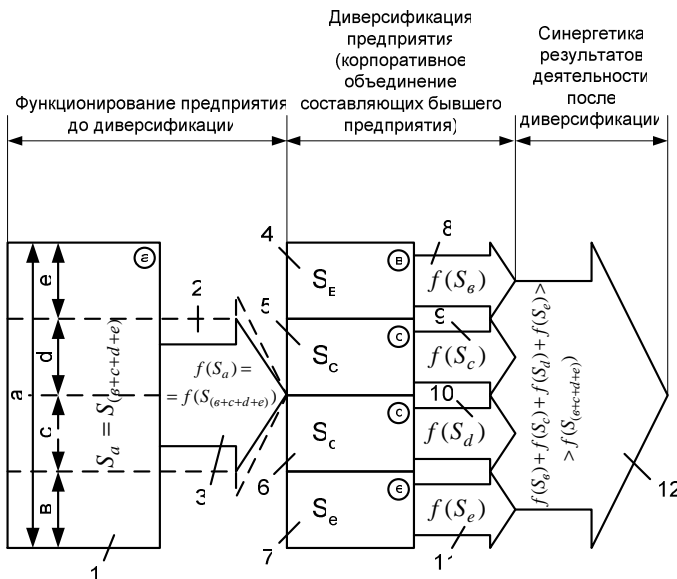 Функционирование предприятия
до диверсификации
Диверсификация
предприятия
(корпоративное
объединение
составляющих бывшего
предприятия)
Синергетика
результатов
деятельности
после
диверсификации
a
e
d
c
в
S_a = S_(в+c+d+e)
a
1
2
f(S_a) =
= f(S_(в+c+d+e))
3
4
S_в
в
5
S_c
c
S_c
c
6
S_e
e
7
8
f(S_в)
9
f(S_c)
10
f(S_d)
f(S_e)
11
f(S_в)+f(S_c)+f(S_d)+f(S_e)>
>f(S_(в+c+d+e))
12